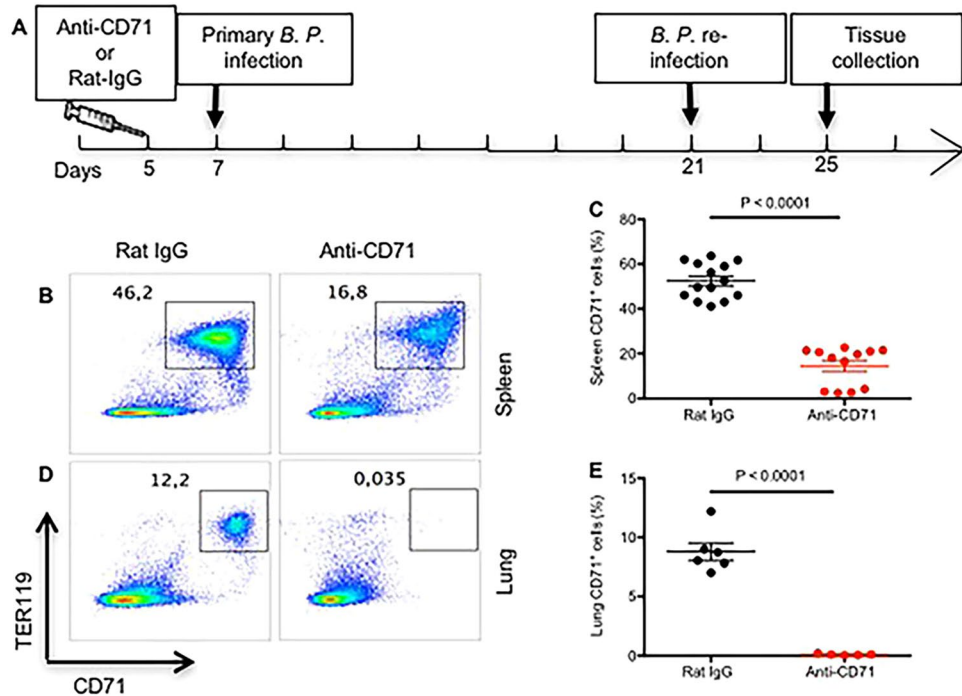 A
Anti-CD71
or
Rat-IgG
Primary B. P.
infection
B. P. re-
infection
Tissue
collection
Days
5
7
21
25
Rat IgG
Anti-CD71
B
46,2
16,8
Spleen
C
P < 0.0001
Spleen CD71+ cells (%)
80
60
40
20
0
Rat IgG
Anti-CD71
D
12,2
0,035
Lung
TER119
CD71
E
P < 0.0001
Lung CD71+ cells (%)
15
10
5
0
Rat IgG
Anti-CD71